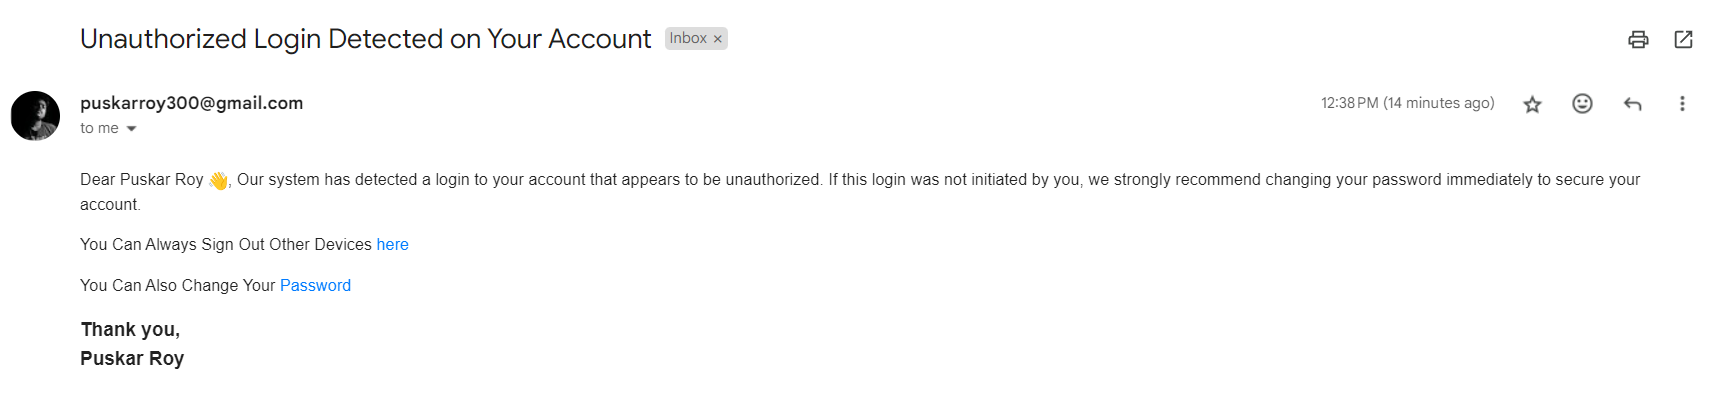 Unauthorized Login Detected on Your Account Inbox ×
puskarroy300@gmail.com 12:38 PM (14 minutes ago)
to me
Dear Puskar Roy 👋, Our system has detected a login to your account that appears to be unauthorized. If this login was not initiated by you, we strongly recommend changing your password immediately to secure your
account.
You Can Always Sign Out Other Devices here
You Can Also Change Your Password
Thank you,
Puskar Roy